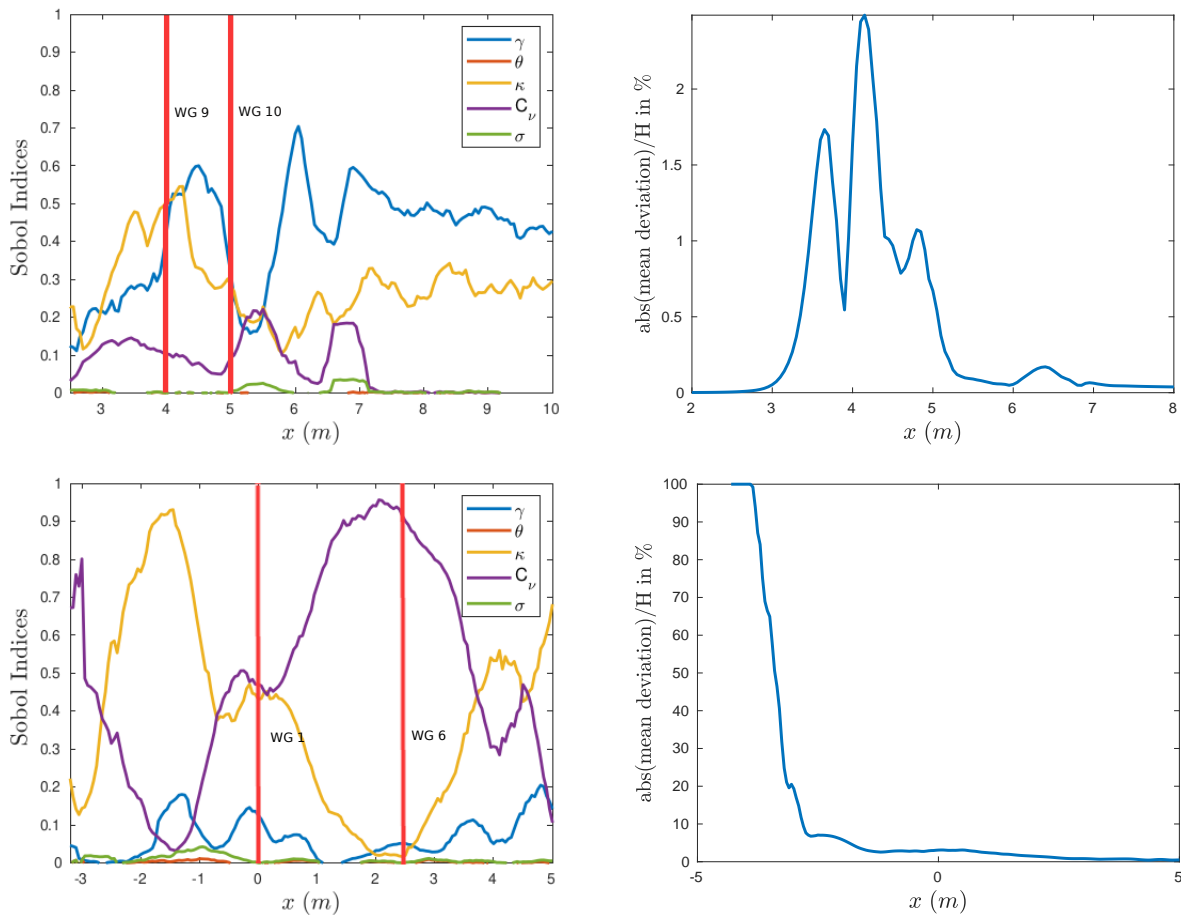 1
0.9
0.8
0.7
0.6
0.5
0.4
0.3
0.2
0.1
0
Sobol Indices
WG 9
WG 10
γ
θ
κ
C_ν
σ
3 4 5 6 7 8 9 10
x (m)
2
1.5
1
0.5
0
abs(mean deviation)/H in %
2 3 4 5 6 7 8
x (m)
1
0.9
0.8
0.7
0.6
0.5
0.4
0.3
0.2
0.1
0
Sobol Indices
WG 1
WG 6
γ
θ
κ
C_ν
σ
-3 -2 -1 0 1 2 3 4 5
x (m)
100
90
80
70
60
50
40
30
20
10
0
abs(mean deviation)/H in %
-5 0 5
x (m)